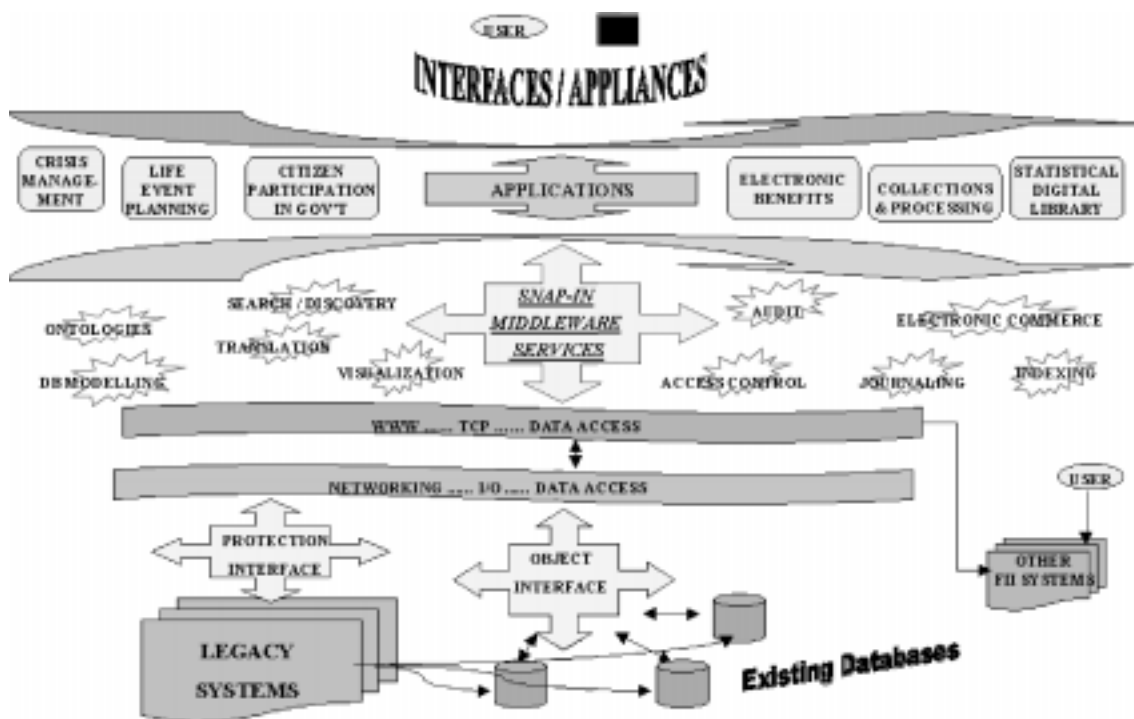 USER
INTERFACES / APPLIANCES
CRISIS
MANAGE-
MENT
LIFE
EVENT
PLANNING
CITIZEN
PARTICIPATION
IN GOV'T
APPLICATIONS
ELECTRONIC
BENEFITS
COLLECTIONS
& PROCESSING
STATISTICAL
DIGITAL
LIBRARY
SEARCH / DISCOVERY
ONTOLOGIES
TRANSLATION
DB MODELLING
VISUALIZATION
SNAP-IN
MIDDLEWARE
SERVICES
AUDIT
ELECTRONIC COMMERCE
ACCESS CONTROL
JOURNALING
INDEXING
WWW ...... TCP ...... DATA ACCESS
NETWORKING ...... I/O ...... DATA ACCESS
USER
PROTECTION
INTERFACE
OBJECT
INTERFACE
OTHER
FII SYSTEMS
LEGACY
SYSTEMS
Existing Databases